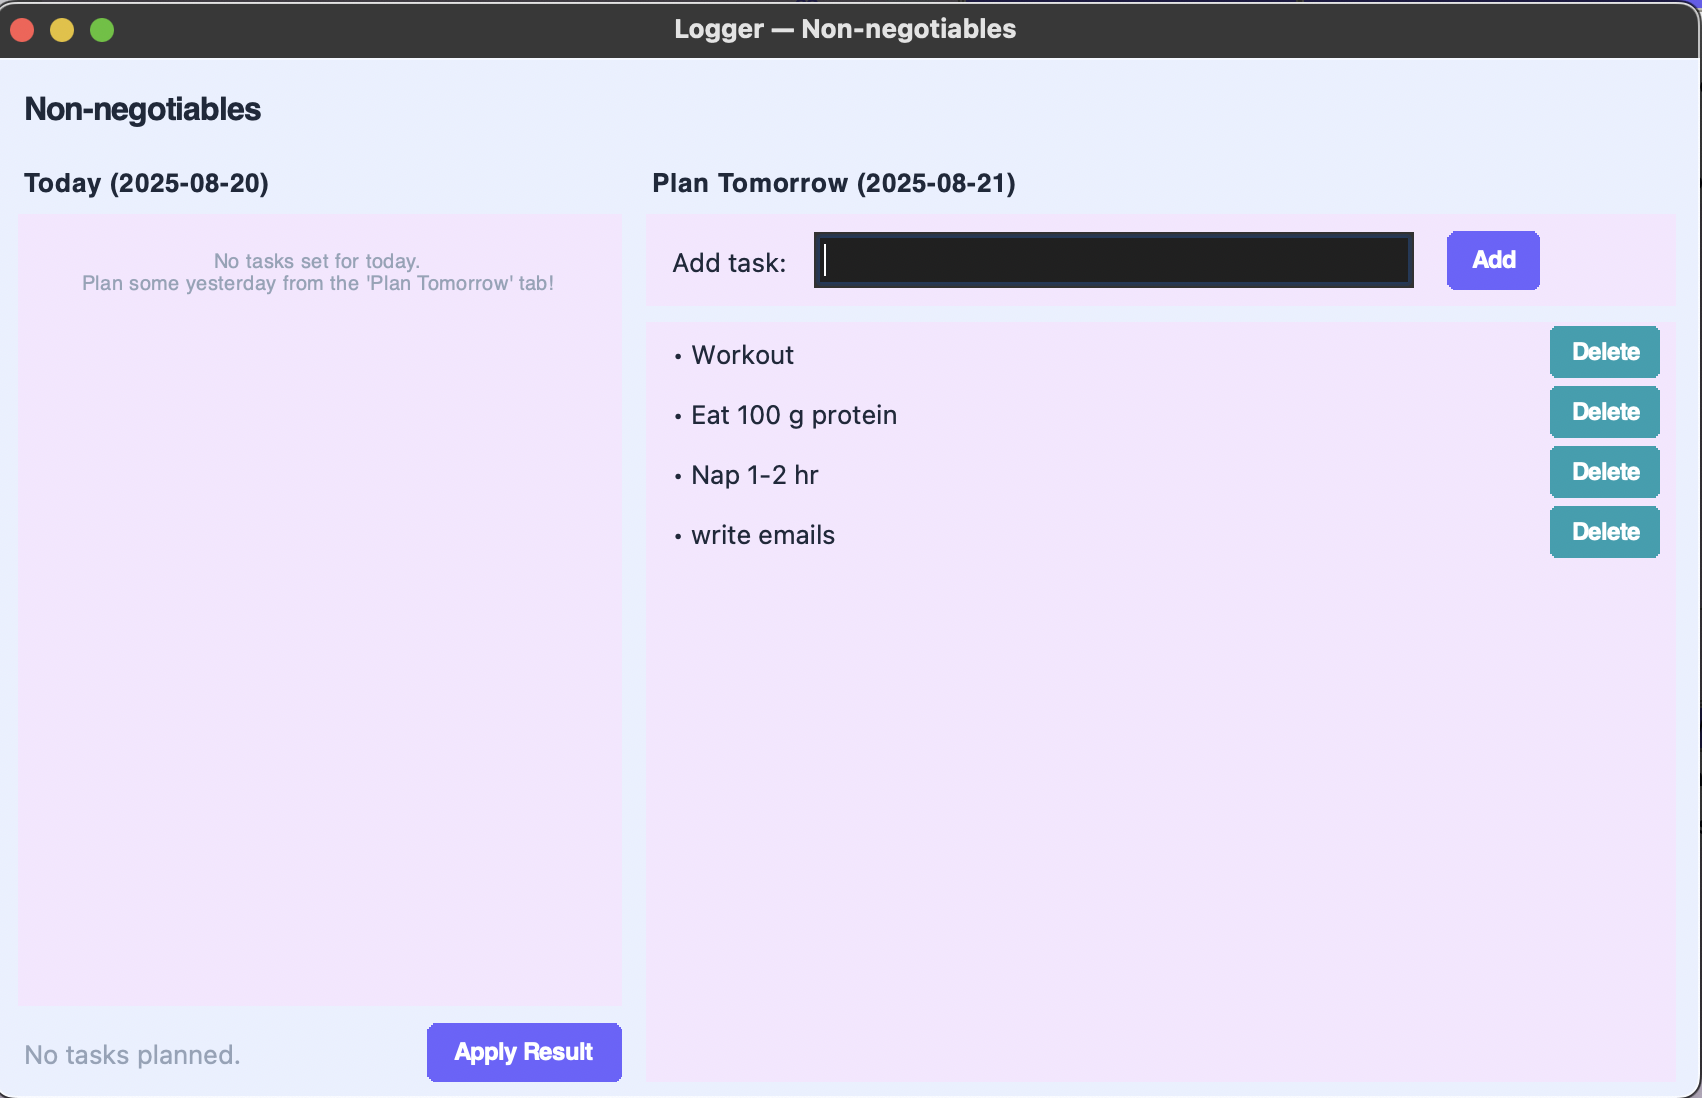 Logger — Non-negotiables
Non-negotiables
Today (2025-08-20)
No tasks set for today.
Plan some yesterday from the 'Plan Tomorrow' tab!
No tasks planned.
Apply Result
Plan Tomorrow (2025-08-21)
Add task:
Add
• Workout
Delete
• Eat 100 g protein
Delete
• Nap 1-2 hr
Delete
• write emails
Delete